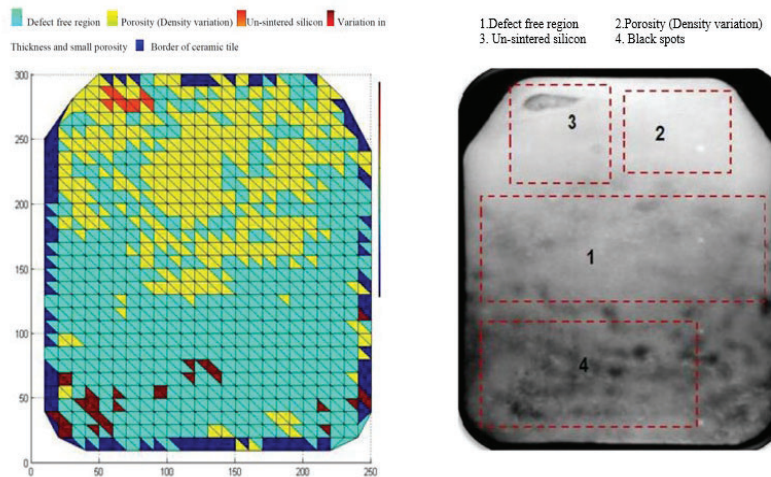 Defect free region Porosity (Density variation) Un-sintered silicon Variation in
Thickness and small porosity Border of ceramic tile
300
250
200
150
100
50
0
0 50 100 150 200 250
1.Defect free region 2.Porosity (Density variation)
3. Un-sintered silicon 4. Black spots
3
2
1
4